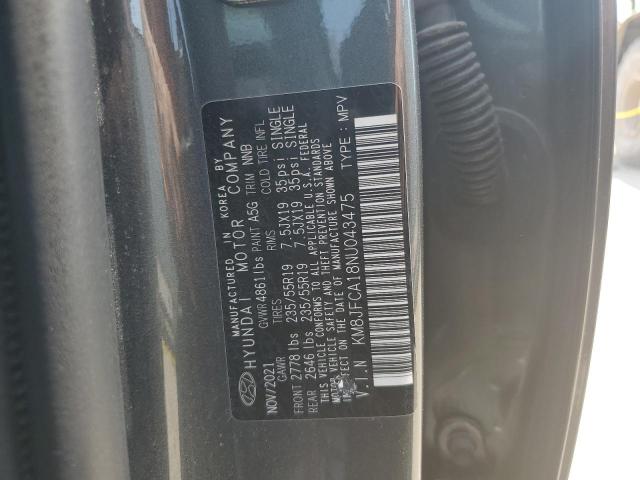 MANUFACTURED IN KOREA BY
HYUNDAI MOTOR COMPANY
NOV/2021 GVWR 4861lbs PAINT A5G TRIM NNB
GAWR TIRES RIMS COLD TIRE INFL
FRONT 2778 lbs 235/55R19 7.5JX19 35psi SINGLE
REAR 2646 lbs 235/55R19 7.5JX19 35psi SINGLE
THIS VEHICLE CONFORMS TO ALL APPLICABLE U.S.A. FEDERAL
MOTOR VEHICLE SAFETY AND THEFT PREVENTION STANDARDS
IN EFFECT ON THE DATE OF MANUFACTURE SHOWN ABOVE
V.I.N KM8JFCA18NU043475 TYPE : MPV